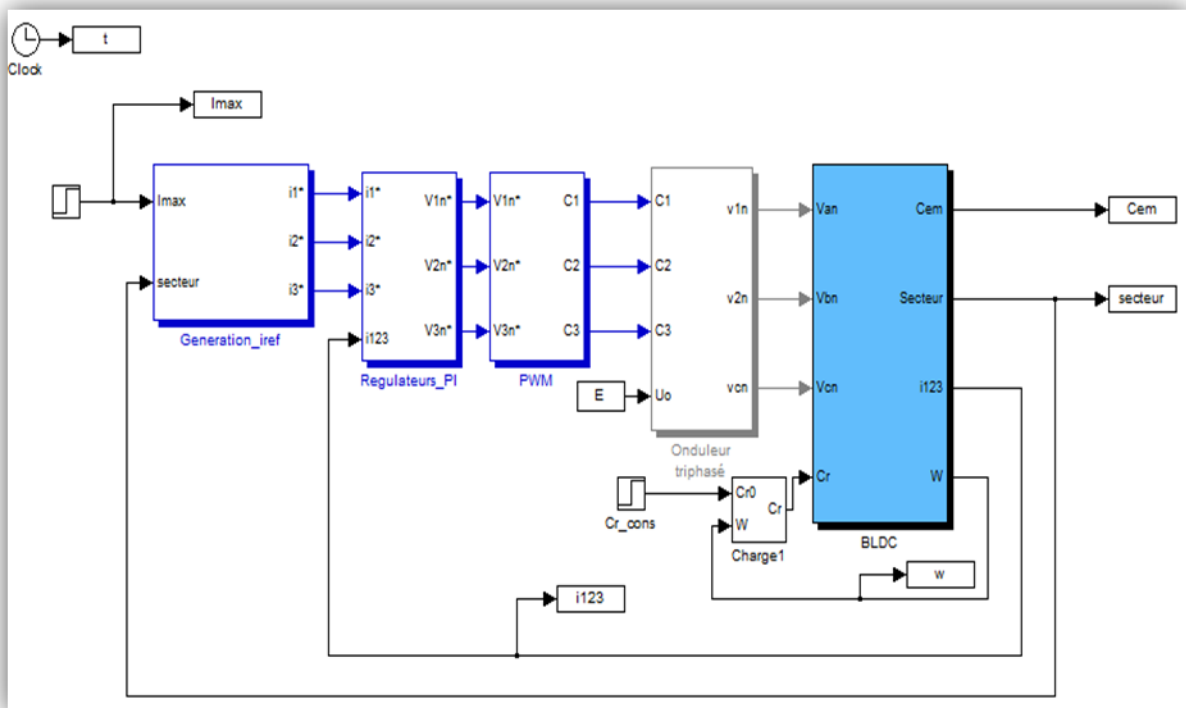 t
Clock
Imax
Imax
secteur
i1*
i2*
i3*
Generation_iref
i1*
i2*
i3*
i123
V1n*
V2n*
V3n*
Regulateurs_PI
V1n*
V2n*
V3n*
C1
C2
C3
PWM
C1
C2
C3
Uo
v1n
v2n
vcn
E
Onduleur
triphasé
Van
Vbn
Vcn
Cr
Cem
Secteur
i123
W
BLDC
Cem
secteur
Cr_cons
Cr0
W
Cr
Charge1
w
i123